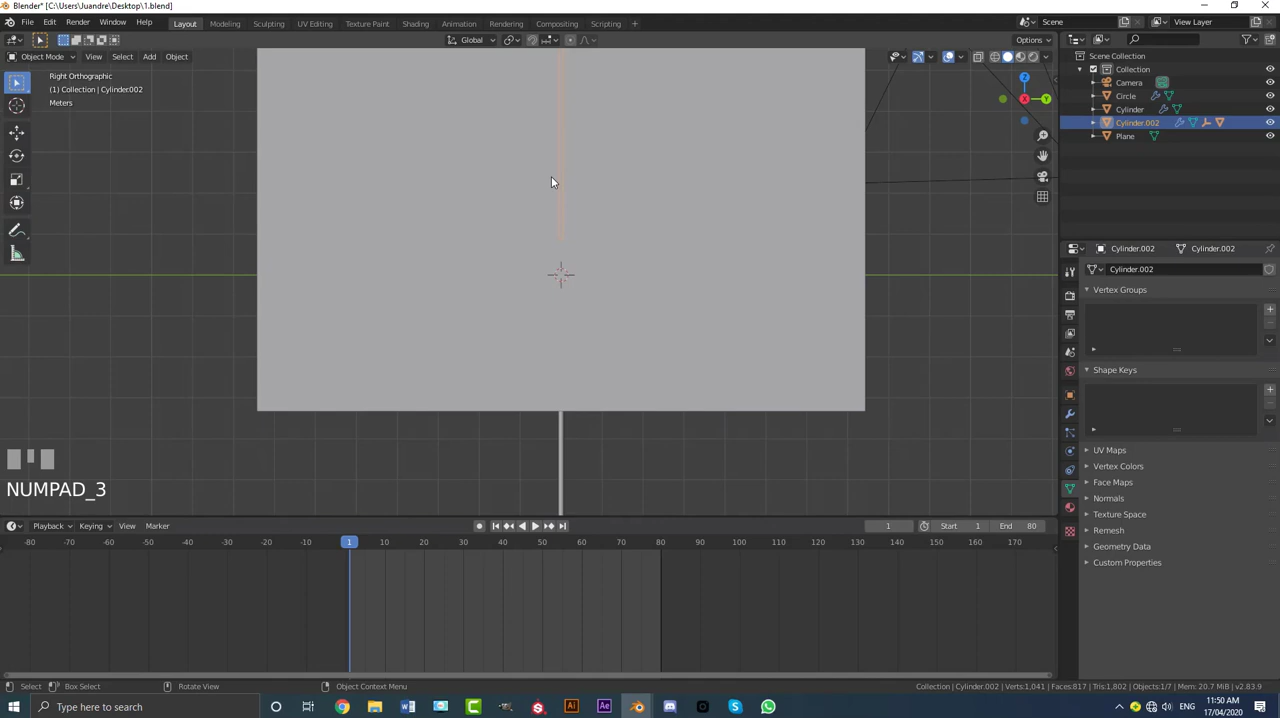 Blender* [C:\Users\Juandre\Desktop\1.blend]
File Edit Render Window Help Layout Modeling Sculpting UV Editing Texture Paint Shading Animation Rendering Compositing Scripting + Scene View Layer
Global Options
Object Mode View Select Add Object
Right Orthographic
(1) Collection | Cylinder.002
Meters
Z
X
Y
Scene Collection
Collection
Camera
Circle
Cylinder
Cylinder.002
Plane
Cylinder.002 Cylinder.002
Cylinder.002
Vertex Groups
Shape Keys
UV Maps
Vertex Colors
Face Maps
Normals
Texture Space
Remesh
Geometry Data
Custom Properties
NUMPAD_3
Playback Keying View Marker 1 Start 1 End 80
-80 -70 -60 -50 -40 -30 -20 -10 1 10 20 30 40 50 60 70 80 90 100 110 120 130 140 150 160 170
Select Box Select Rotate View Object Context Menu Collection | Cylinder.002 | Verts:1,041 | Faces:817 | Tris:1,802 | Objects:1/7 | Mem: 20.7 MiB | v2.83.9
Type here to search
11:50 AM
17/04/2020